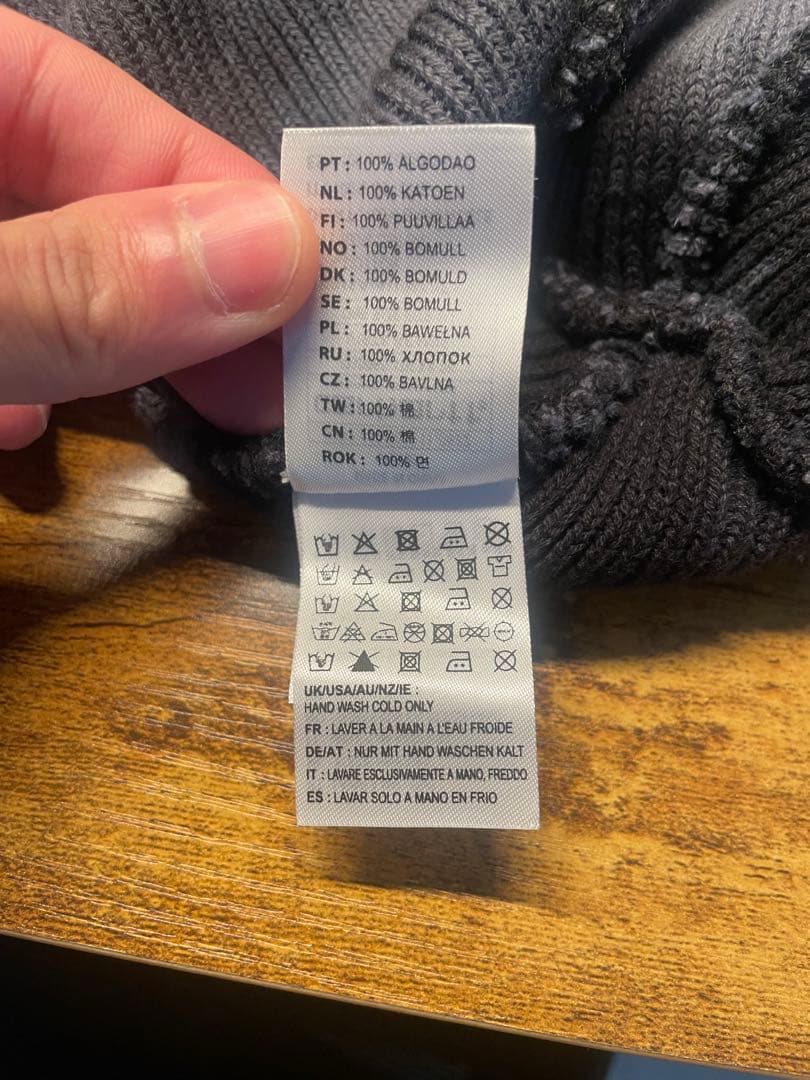 PT : 100% ALGODAO
NL : 100% KATOEN
FI : 100% PUUVILLAA
NO : 100% BOMULL
DK : 100% BOMULD
SE : 100% BOMULL
PL : 100% BAWEŁNA
RU : 100% ХЛОПОК
CZ : 100% BAVLNA
TW : 100% 棉
CN : 100% 棉
ROK : 100% 면
UK/USA/AU/NZ/IE :
HAND WASH COLD ONLY
FR : LAVER A LA MAIN A L'EAU FROIDE
DE/AT : NUR MIT HAND WASCHEN KALT
IT : LAVARE ESCLUSIVAMENTE A MANO, FREDDO
ES : LAVAR SOLO A MANO EN FRIO